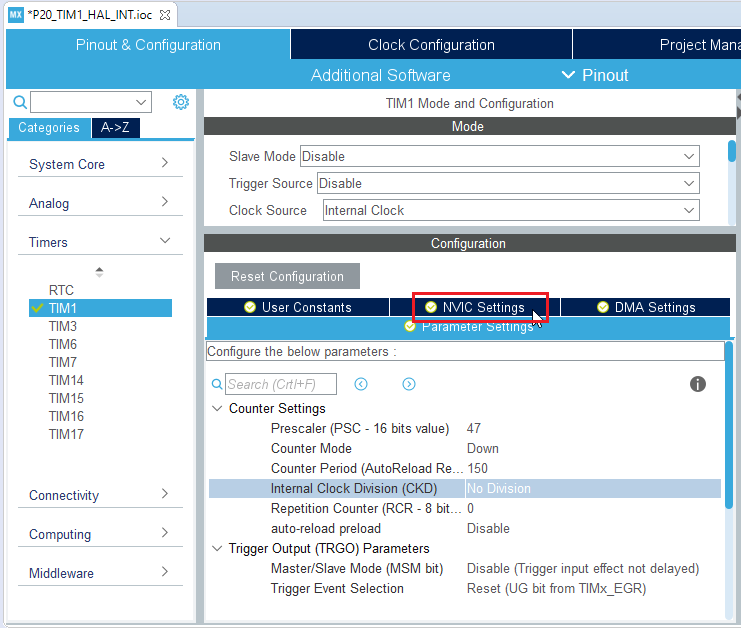 MX *P20_TIM1_HAL_INT.ioc
Pinout & Configuration Clock Configuration Project Mana
Additional Software Pinout
Categories A->Z
System Core
Analog
Timers
RTC
TIM1
TIM3
TIM6
TIM7
TIM14
TIM15
TIM16
TIM17
Connectivity
Computing
Middleware
TIM1 Mode and Configuration
Mode
Slave Mode Disable
Trigger Source Disable
Clock Source Internal Clock
Configuration
Reset Configuration
User Constants NVIC Settings DMA Settings
Parameter Settings
Configure the below parameters :
Search (Crtl+F)
Counter Settings
Prescaler (PSC - 16 bits value) 47
Counter Mode Down
Counter Period (AutoReload Re... 150
Internal Clock Division (CKD) No Division
Repetition Counter (RCR - 8 bit... 0
auto-reload preload Disable
Trigger Output (TRGO) Parameters
Master/Slave Mode (MSM bit) Disable (Trigger input effect not delayed)
Trigger Event Selection Reset (UG bit from TIMx_EGR)